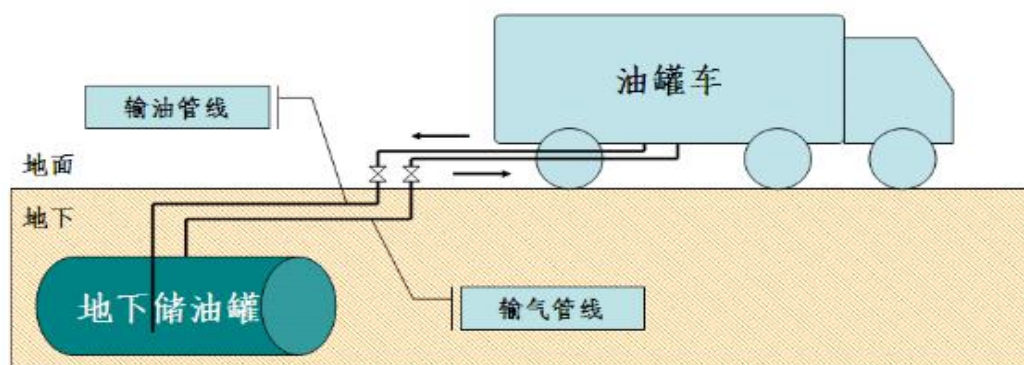 油罐车
输油管线
地面
地下
地下储油罐
输气管线